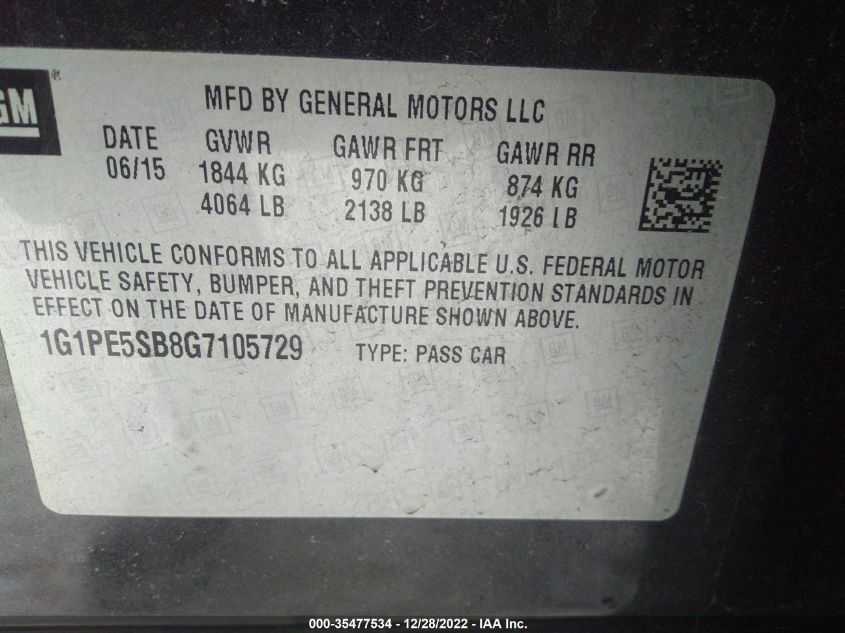 GM®
MFD BY GENERAL MOTORS LLC
DATE GVWR GAWR FRT GAWR RR
06/15 1844 KG 970 KG 874 KG
4064 LB 2138 LB 1926 LB
THIS VEHICLE CONFORMS TO ALL APPLICABLE U.S. FEDERAL MOTOR
VEHICLE SAFETY, BUMPER, AND THEFT PREVENTION STANDARDS IN
EFFECT ON THE DATE OF MANUFACTURE SHOWN ABOVE.
1G1PE5SB8G7105729 TYPE: PASS CAR
000-35477534 - 12/28/2022 - IAA Inc.